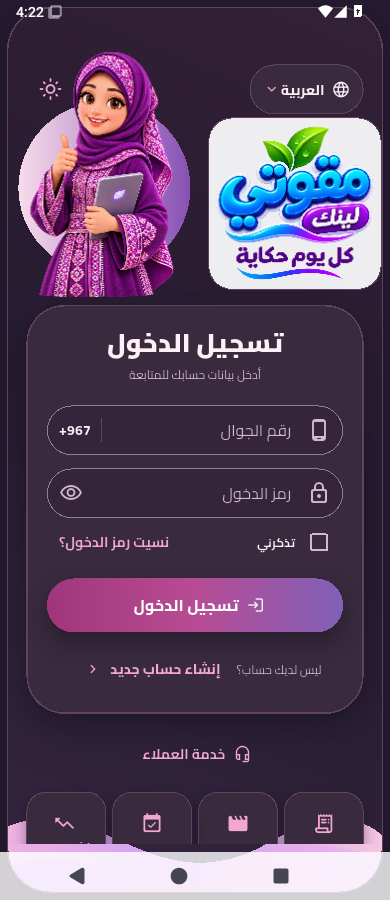 4:22
العربية
مقوتي
لينك
كل يوم حكاية
تسجيل الدخول
أدخل بيانات حسابك للمتابعة
رقم الجوال
+967
رمز الدخول
تذكرني
نسيت رمز الدخول؟
تسجيل الدخول
ليس لديك حساب؟ إنشاء حساب جديد
خدمة العملاء